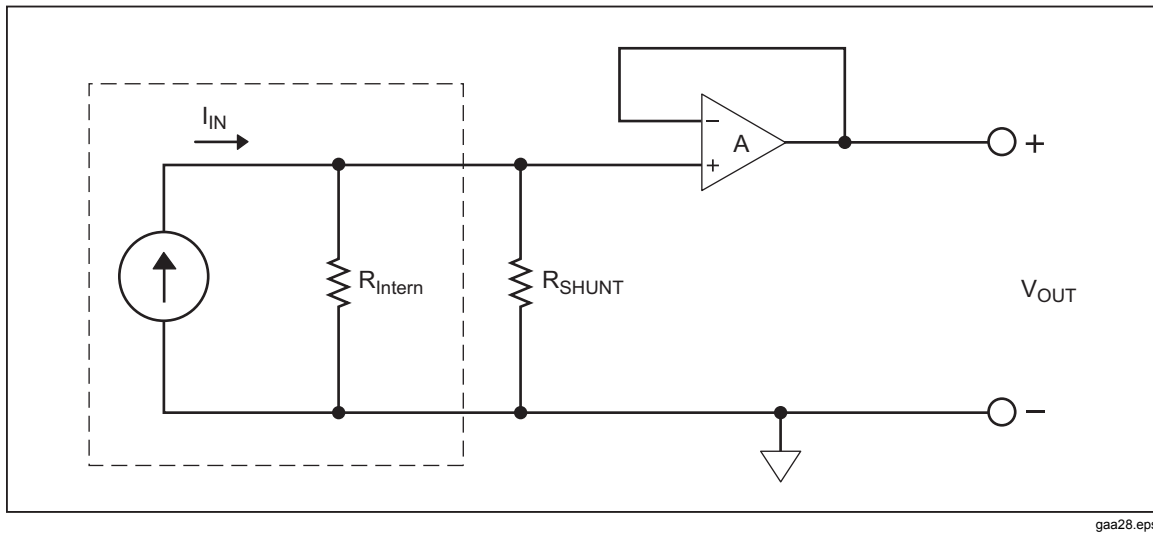 I_IN
A
−
+
R_Intern
R_SHUNT
+
V_OUT
−
gaa28.eps